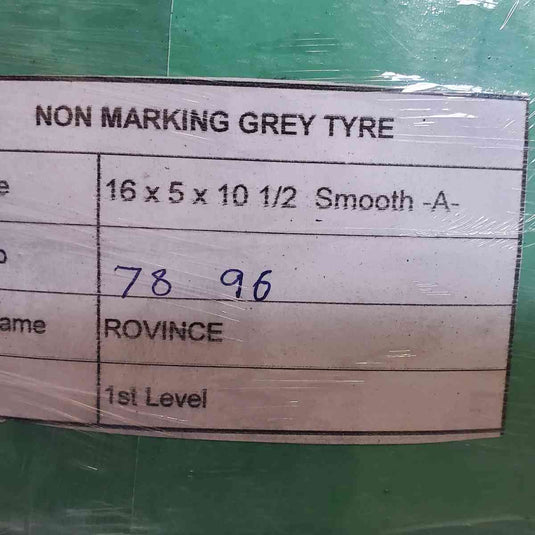 NON MARKING GREY TYRE
e 16 x 5 x 10 1/2 Smooth -A-
o 78 96
ame ROVINCE
1st Level